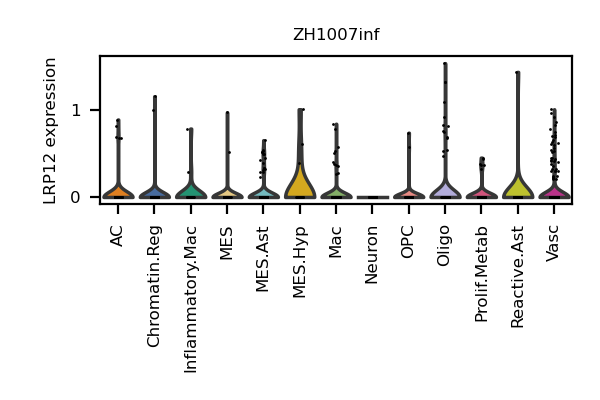 ZH1007inf
LRP12 expression
1
0
AC
Chromatin.Reg
Inflammatory.Mac
MES
MES.Ast
MES.Hyp
Mac
Neuron
OPC
Oligo
Prolif.Metab
Reactive.Ast
Vasc